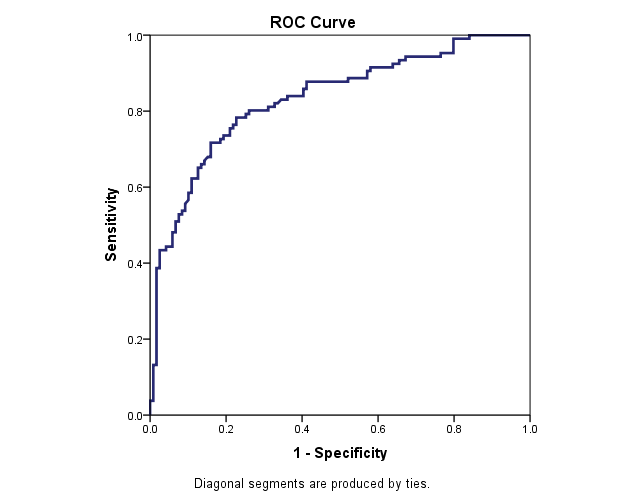 ROC Curve
1.0
0.8
0.6
0.4
0.2
0.0
Sensitivity
0.0 0.2 0.4 0.6 0.8 1.0
1 - Specificity
Diagonal segments are produced by ties.